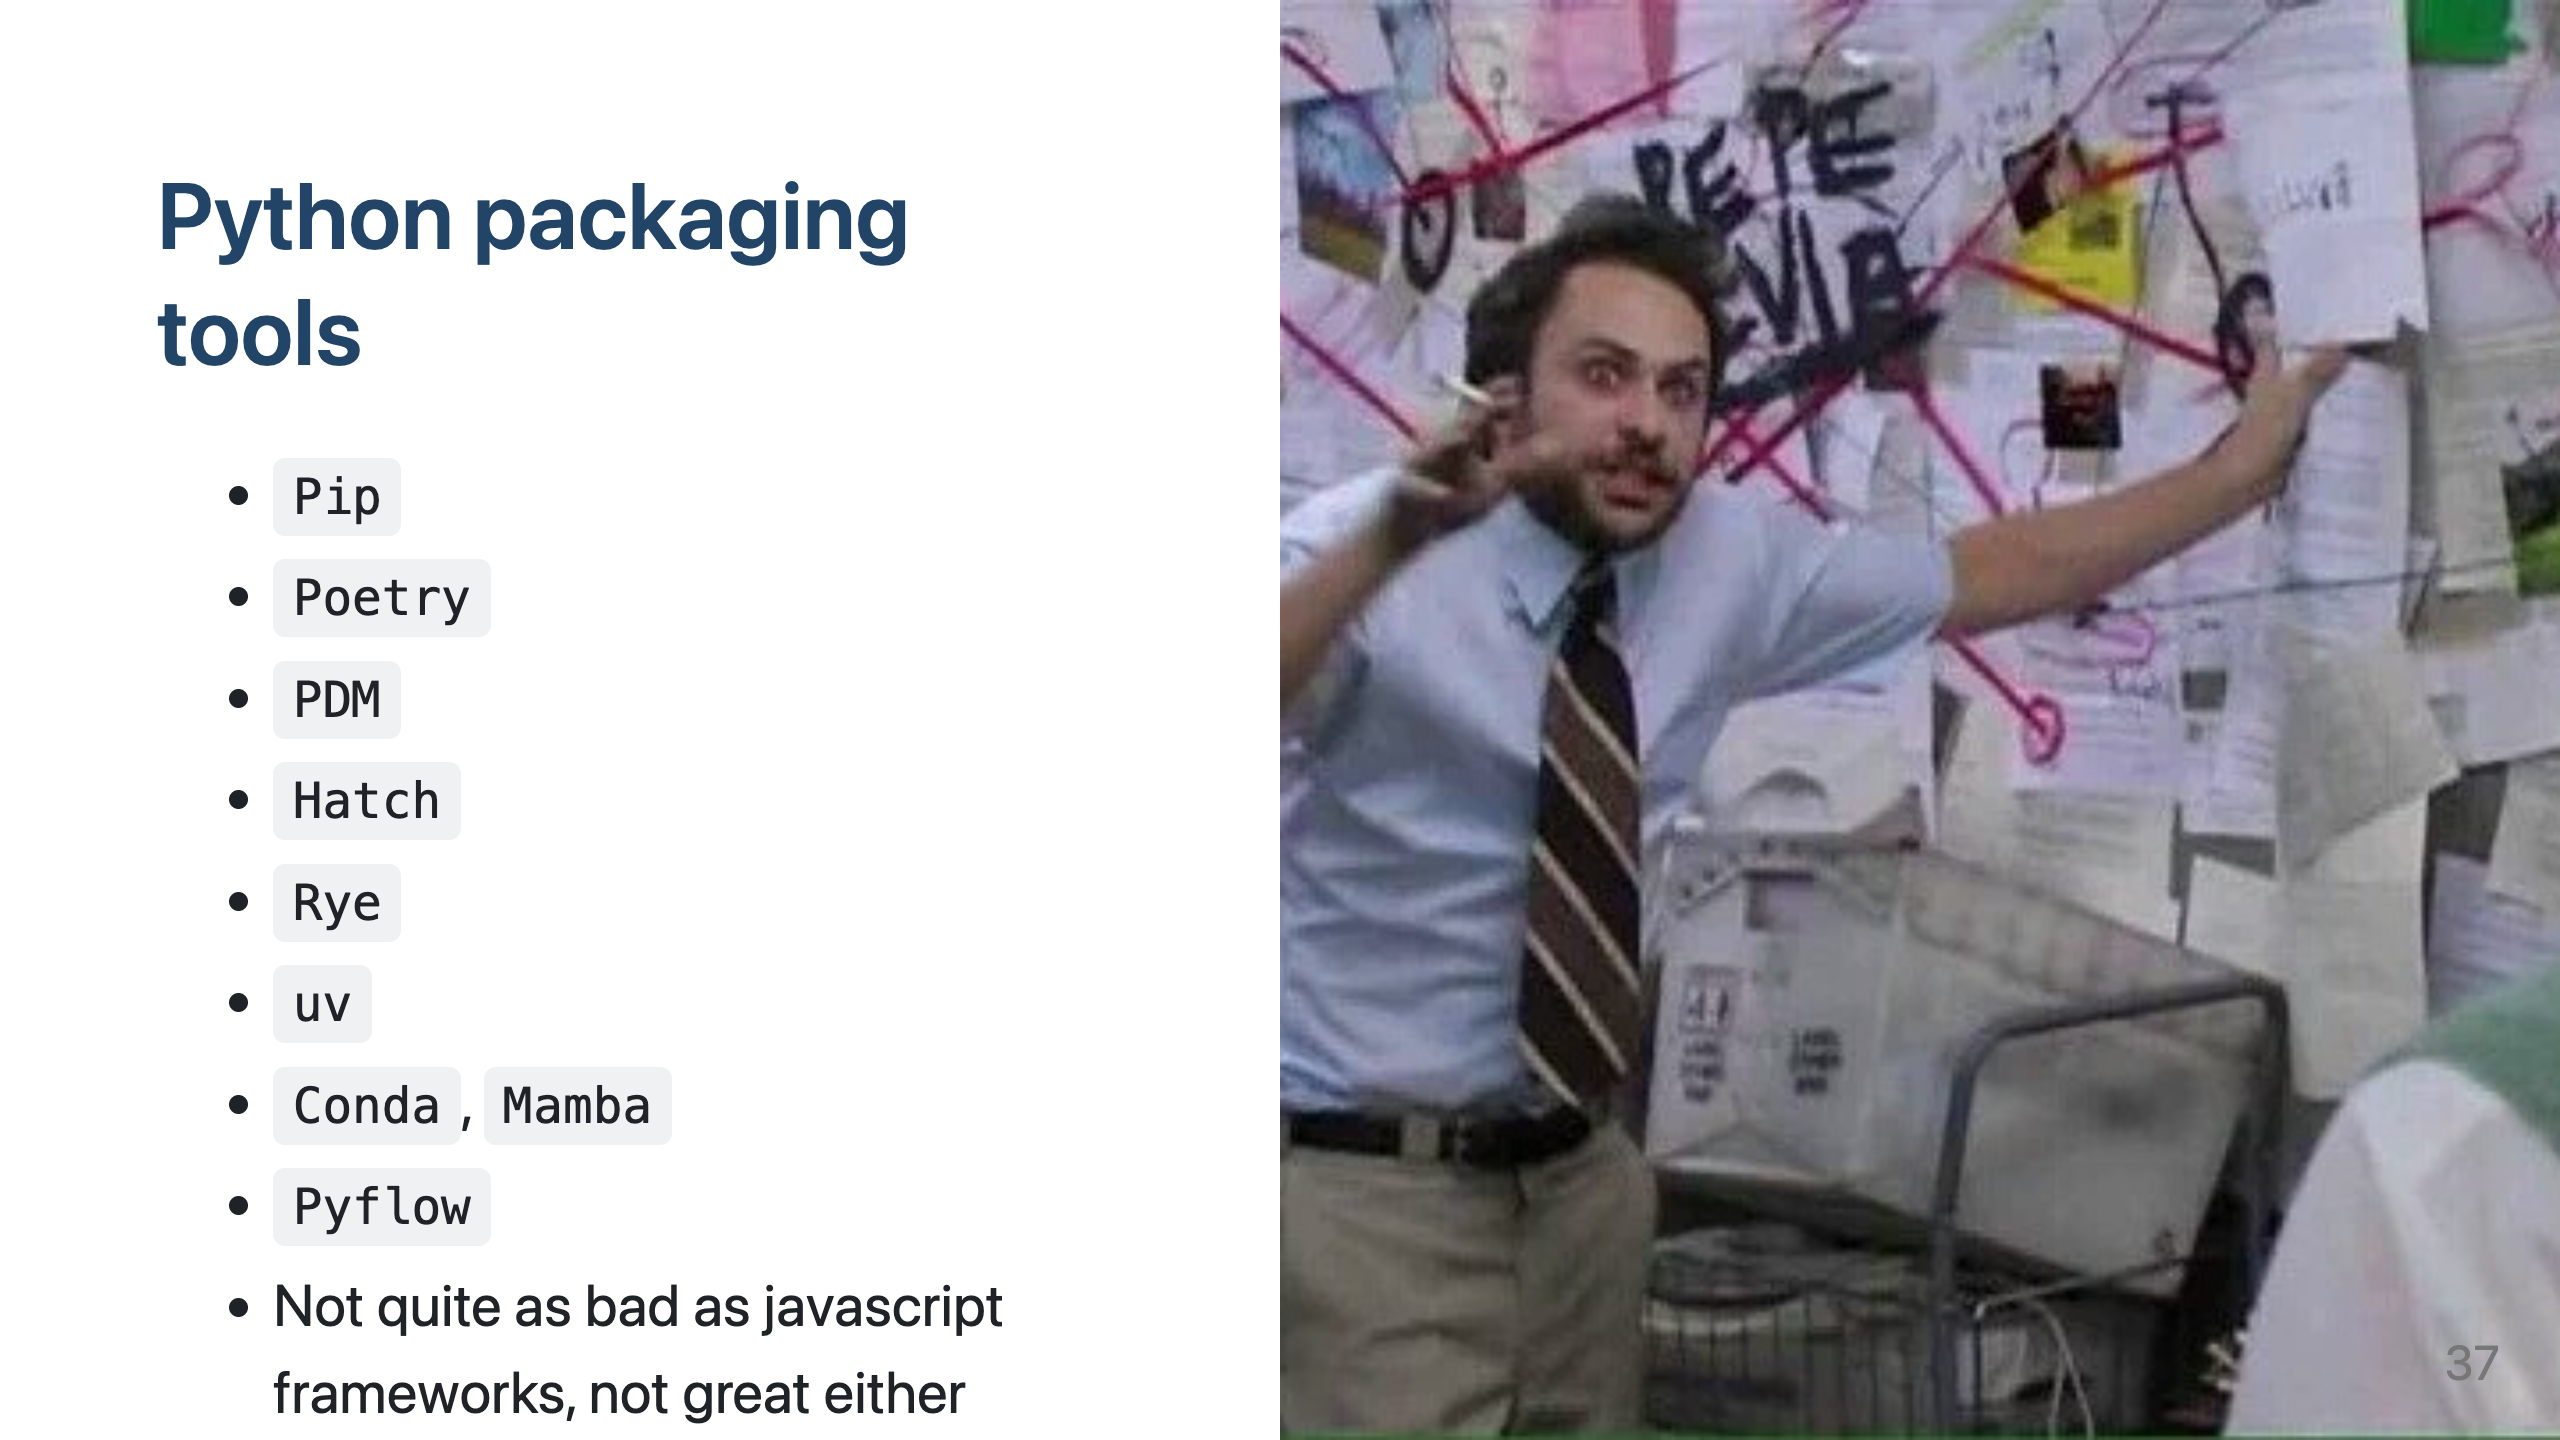 Python packaging
tools
Pip
Poetry
PDM
Hatch
Rye
uv
Conda, Mamba
Pyflow
Not quite as bad as javascript
frameworks, not great either
PEPE
SVIA
37